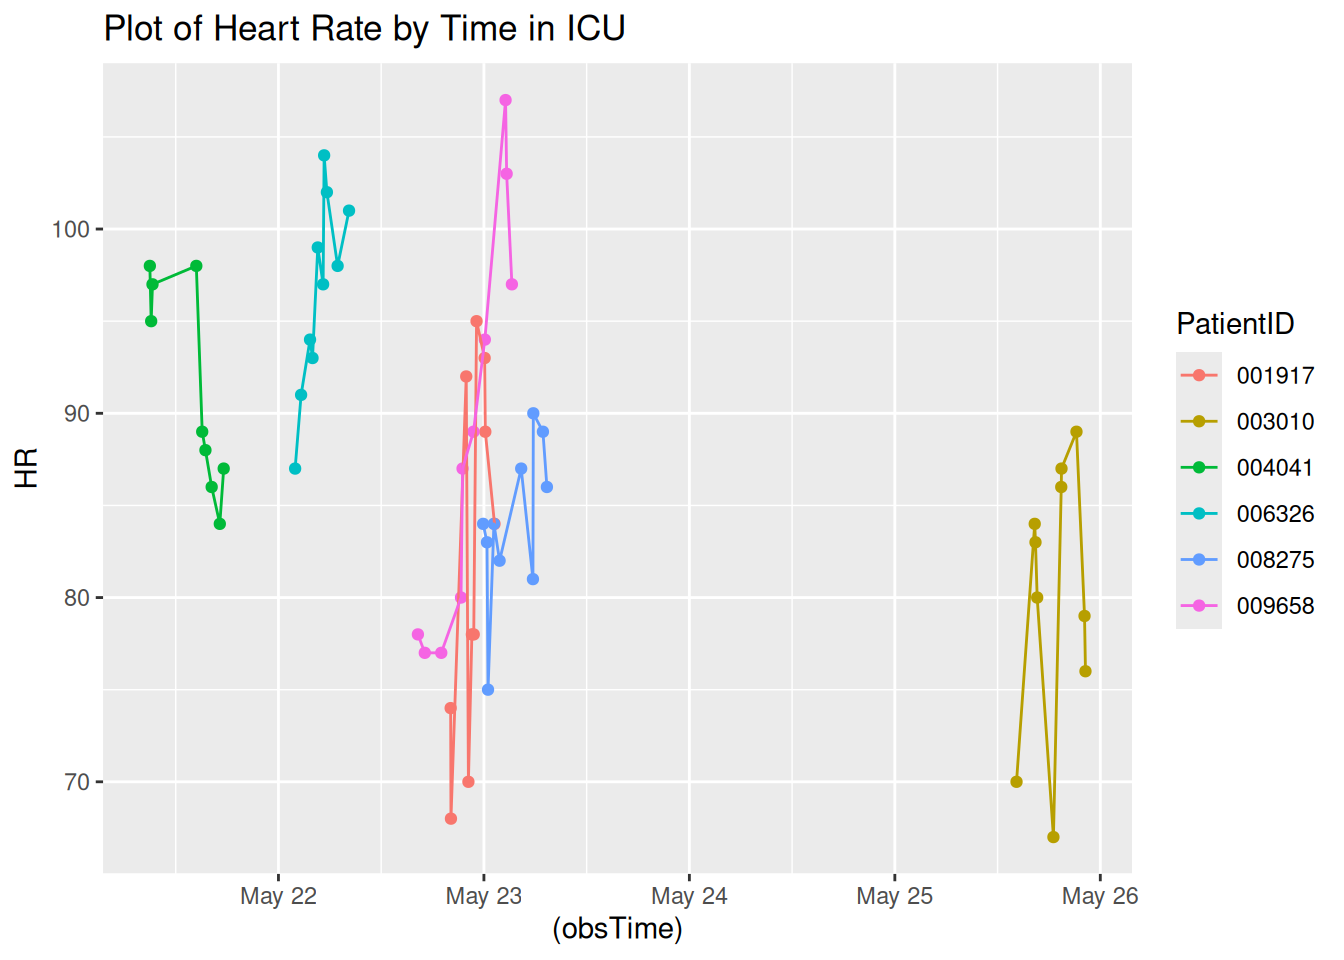 Plot of Heart Rate by Time in ICU
HR
100
90
80
70
May 22
May 23
May 24
May 25
May 26
(obsTime)
PatientID
001917
003010
004041
006326
008275
009658